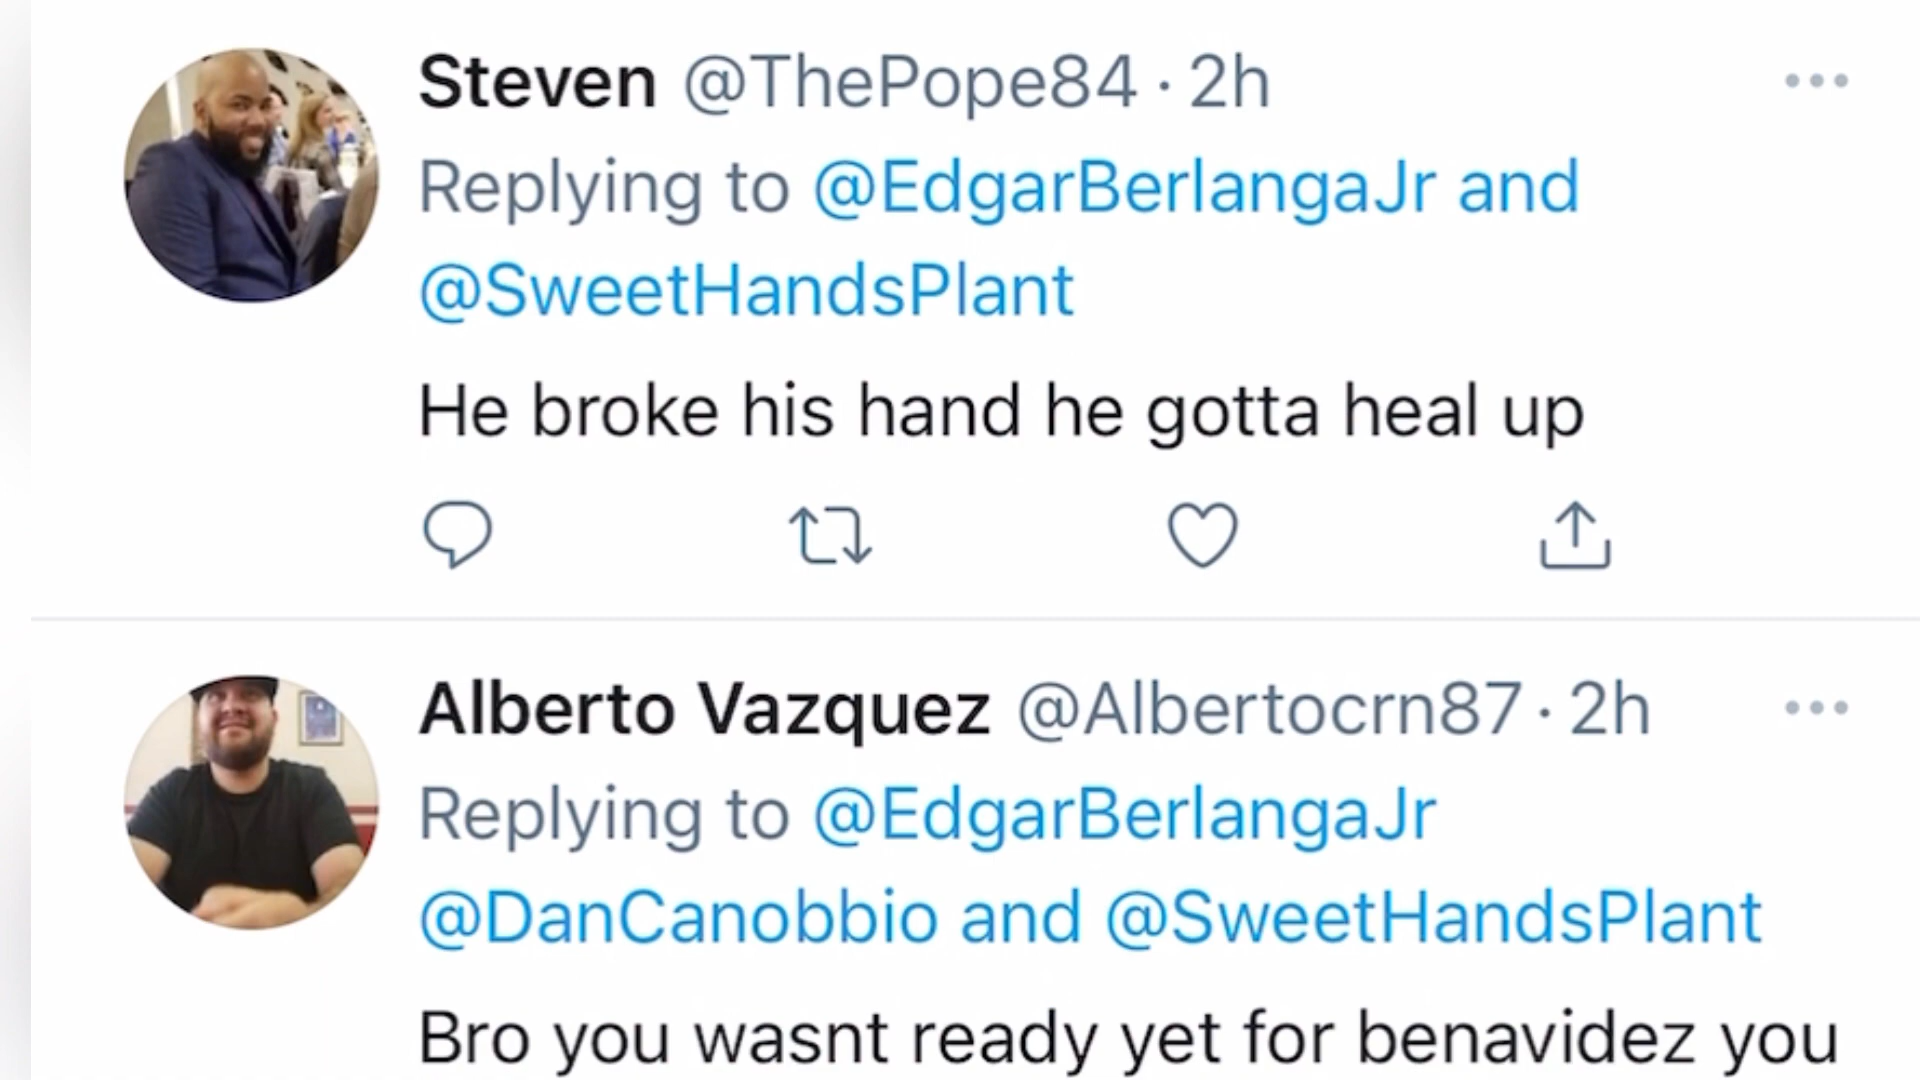 Steven @ThePope84 · 2h
Replying to @EdgarBerlangaJr and
@SweetHandsPlant
He broke his hand he gotta heal up
Alberto Vazquez @Albertocrn87 · 2h
Replying to @EdgarBerlangaJr
@DanCanobbio and @SweetHandsPlant
Bro you wasnt ready yet for benavidez you